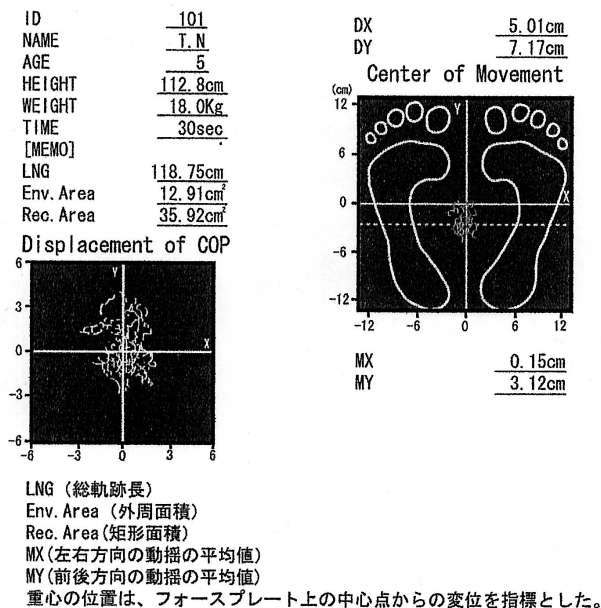 ID 101
NAME T.N
AGE 5
HEIGHT 112.8cm
WEIGHT 18.0Kg
TIME 30sec
[MEMO]
LNG 118.75cm
Env.Area 12.91cm²
Rec.Area 35.92cm²
Displacement of COP
6
3
0
-3
-6
Y
X
-6 -3 0 3 6
DX 5.01cm
DY 7.17cm
Center of Movement
(cm)
12
6
0
-6
-12
Y
X
-12 -6 0 6 12
MX 0.15cm
MY 3.12cm
LNG (総軌跡長)
Env.Area (外周面積)
Rec.Area(矩形面積)
MX(左右方向の動揺の平均値)
MY(前後方向の動揺の平均値)
重心の位置は、フォースプレート上の中心点からの変位を指標とした。